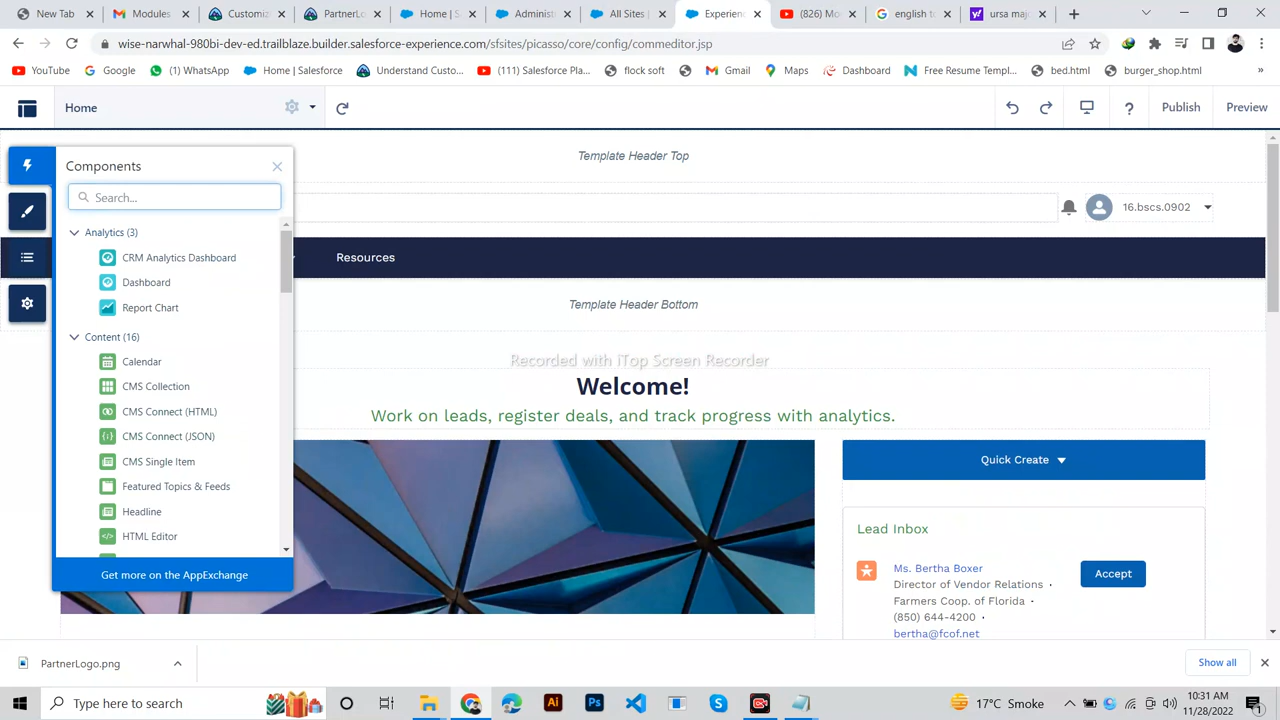 New Tab
Modules
Customiz
PartnerLo
Home | S
Administr
All Sites |
Experienc
(826) Mo
english to
ursa maj
wise-narwhal-980bi-dev-ed.trailblaze.builder.salesforce-experience.com/sfsites/picasso/core/config/commeditor.jsp
YouTube
Google
(1) WhatsApp
Home | Salesforce
Understand Custo...
(111) Salesforce Pla...
flock soft
Gmail
Maps
Dashboard
Free Resume Templ...
bed.html
burger_shop.html
»
Home
Publish
Preview
Template Header Top
Components
Search...
16.bscs.0902
Analytics (3)
CRM Analytics Dashboard
Resources
Dashboard
Report Chart
Template Header Bottom
Content (16)
Calendar
Recorded with iTop Screen Recorder
CMS Collection
Welcome!
CMS Connect (HTML)
Work on leads, register deals, and track progress with analytics.
CMS Connect (JSON)
CMS Single Item
Quick Create
Featured Topics & Feeds
Headline
Lead Inbox
HTML Editor
Get more on the AppExchange
Ms. Bertha Boxer
Accept
Director of Vendor Relations •
Farmers Coop. of Florida •
(850) 644-4200 •
bertha@fcof.net
PartnerLogo.png
Show all
Type here to search
17°C Smoke
10:31 AM
11/28/2022